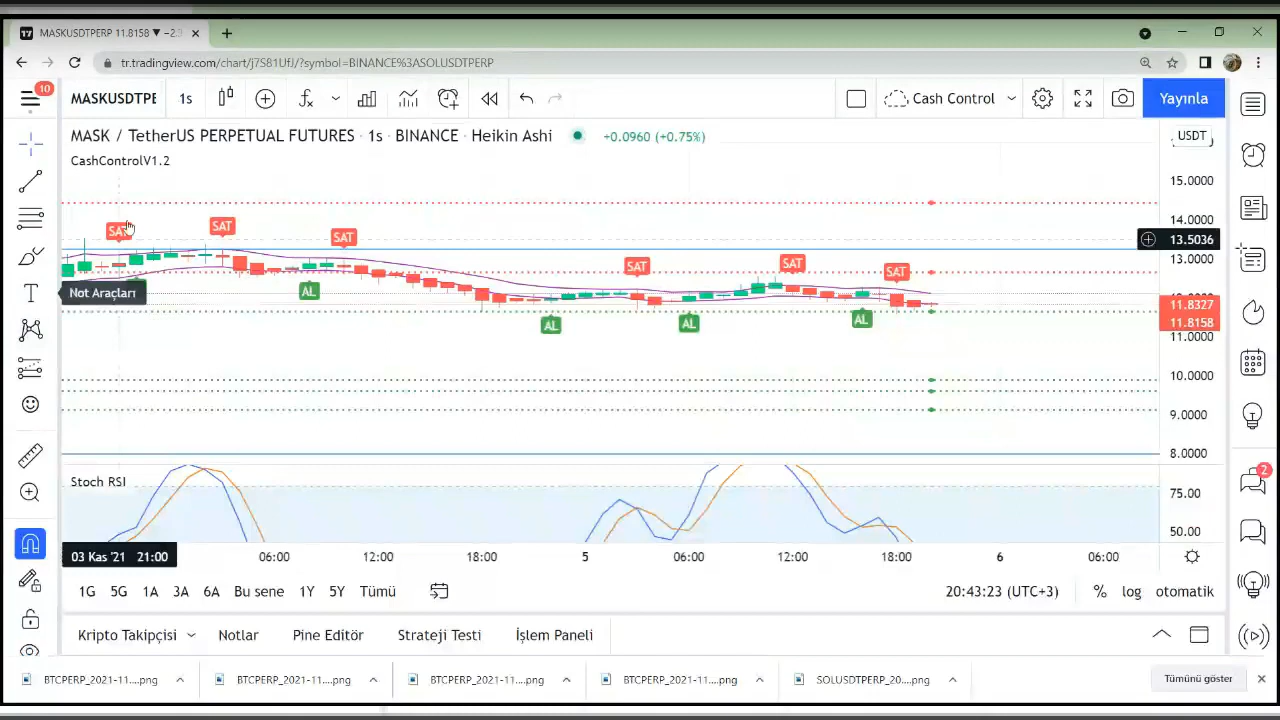 MASKUSDTPERP 11.8158 ▼ −2.9
tr.tradingview.com/chart/j7S81UfJ/?symbol=BINANCE%3ASOLUSDTPERP
10
MASKUSDTPE
1s
Cash Control
Yayınla
MASK / TetherUS PERPETUAL FUTURES · 1s · BINANCE · Heikin Ashi
+0.0960 (+0.75%)
USDT
CashControlV1.2
15.0000
14.0000
SAT
SAT
SAT
SAT
SAT
SAT
13.5036
13.0000
Not Araçları
AL
AL
AL
AL
11.8327
11.8158
11.0000
10.0000
9.0000
8.0000
Stoch RSI
75.00
2
50.00
03 Kas '21 21:00
06:00
12:00
18:00
5
06:00
12:00
18:00
6
06:00
1G
5G
1A
3A
6A
Bu sene
1Y
5Y
Tümü
20:43:23 (UTC+3)
%
log
otomatik
Kripto Takipçisi
Notlar
Pine Editör
Strateji Testi
İşlem Paneli
BTCPERP_2021-11....png
BTCPERP_2021-11....png
BTCPERP_2021-11....png
BTCPERP_2021-11....png
SOLUSDTPERP_20....png
Tümünü göster